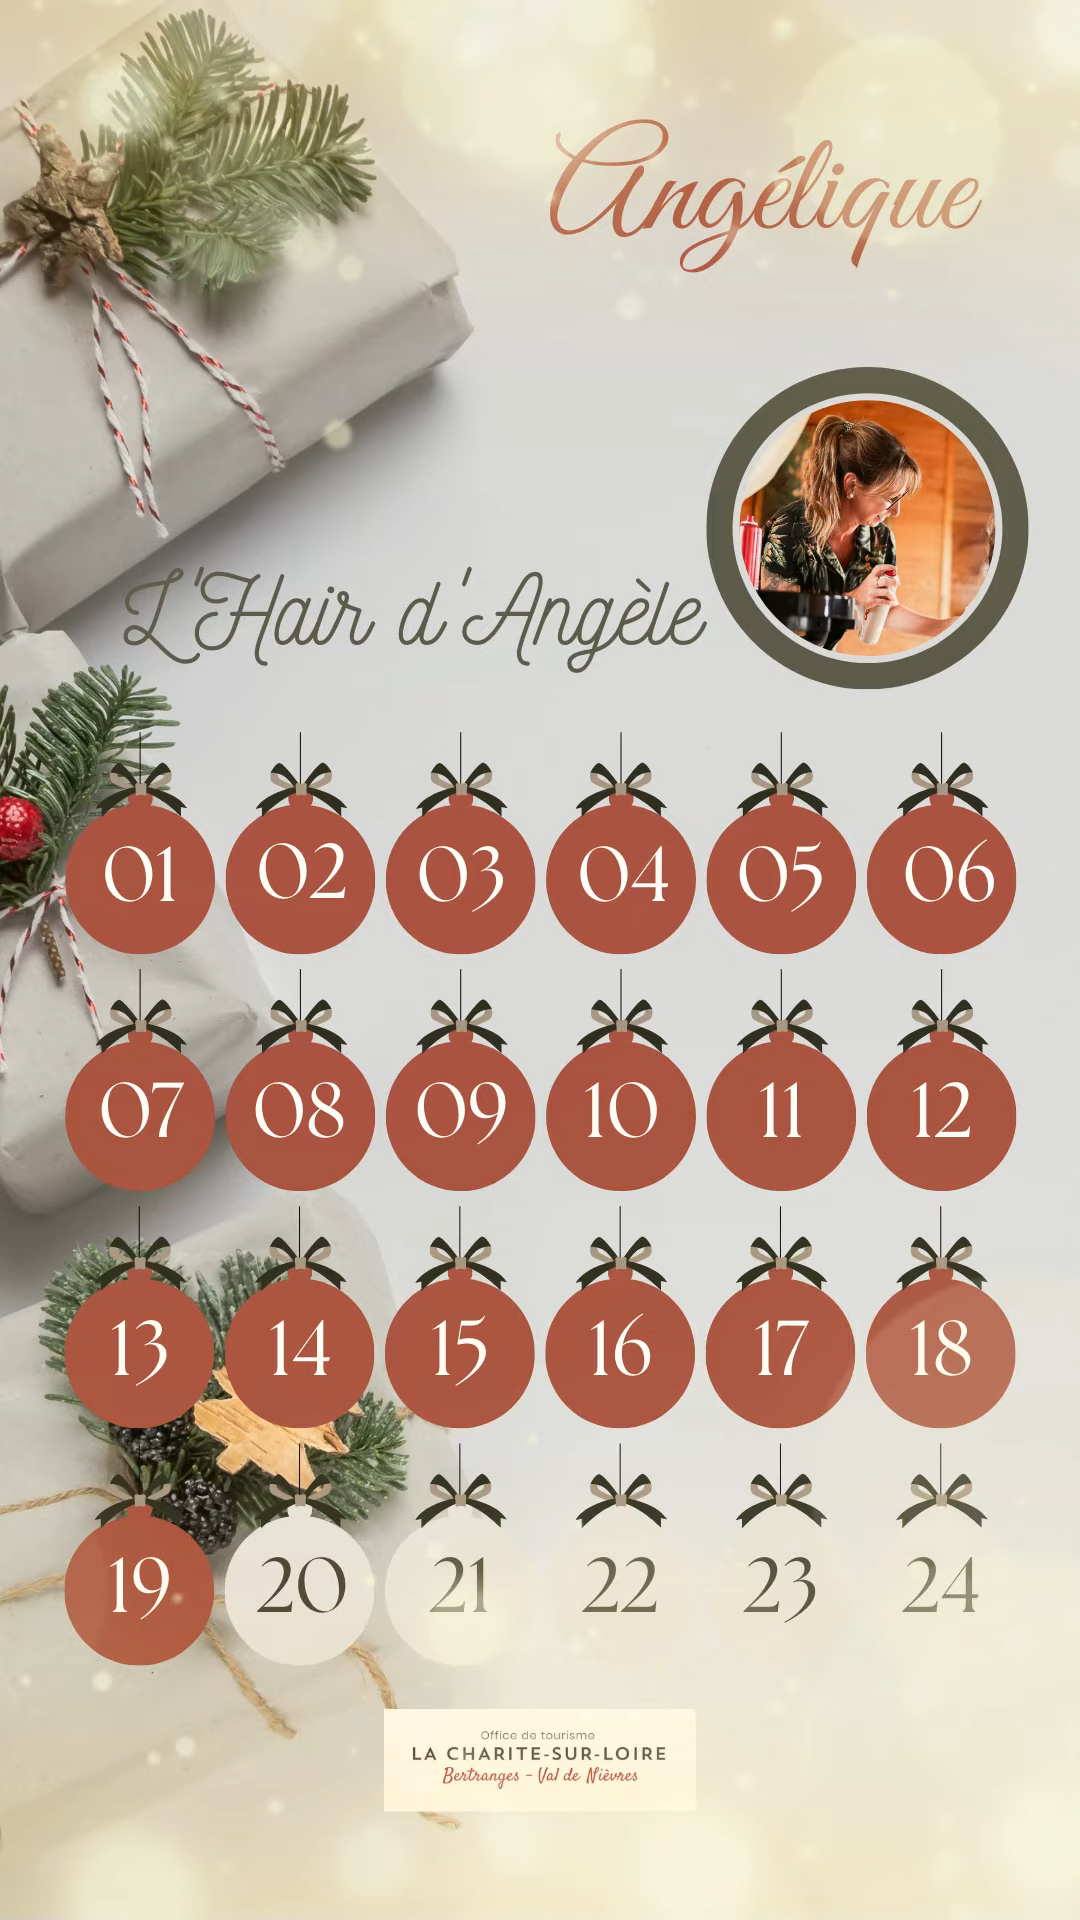 Angélique
L'Hair d'Angèle
01 02 03 04 05 06
07 08 09 10 11 12
13 14 15 16 17 18
19 20 21 22 23 24
Office de tourisme
LA CHARITE-SUR-LOIRE
Bertranges - Val de Nièvres